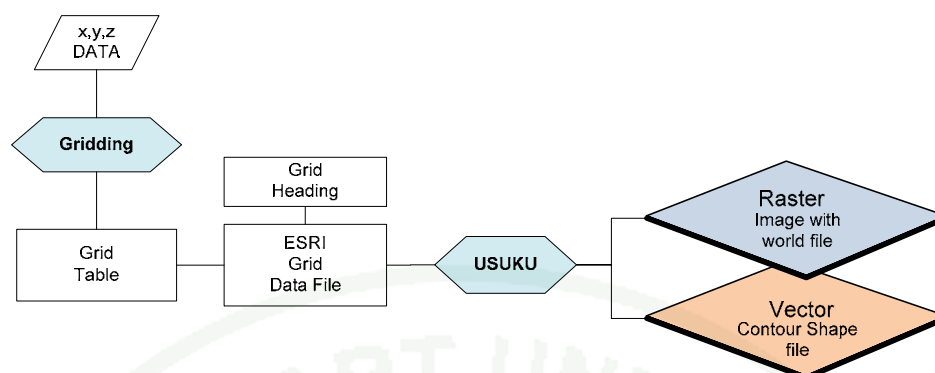 x,y,z
DATA
Gridding
Grid
Heading
Grid
Table
ESRI
Grid
Data File
USUKU
Raster
Image with
world file
Vector
Contour Shape
file